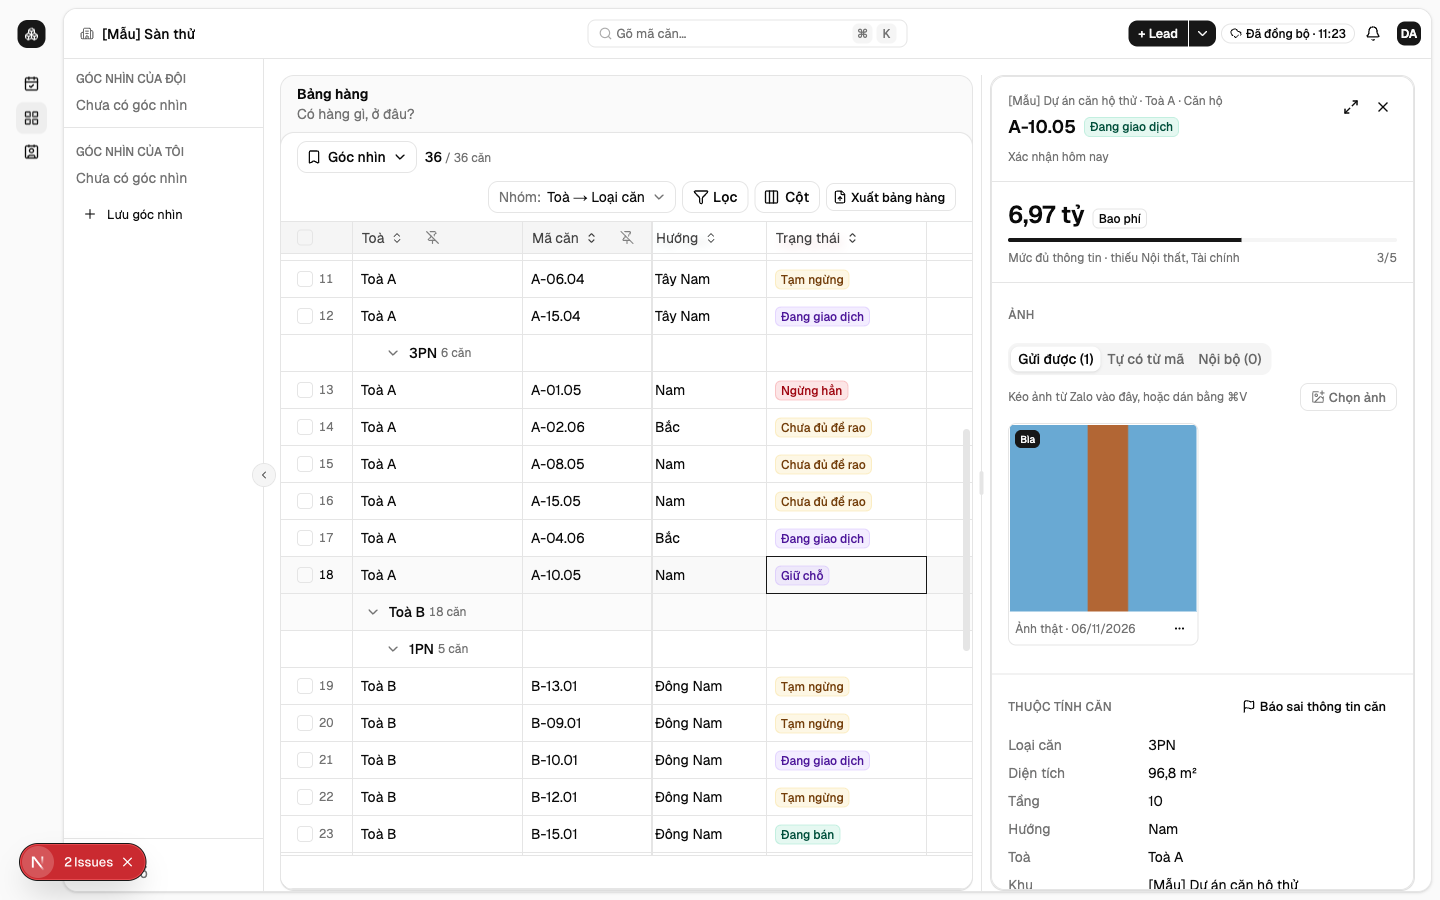 [Mẫu] Sàn thử
Gõ mã căn...
⌘ K
+ Lead
Đã đồng bộ · 11:23
DA
GÓC NHÌN CỦA ĐỘI
Chưa có góc nhìn
GÓC NHÌN CỦA TÔI
Chưa có góc nhìn
+ Lưu góc nhìn
2 Issues
Bảng hàng
Có hàng gì, ở đâu?
Góc nhìn
36 / 36 căn
Nhóm: Toà → Loại căn
Lọc
Cột
Xuất bảng hàng
Toà Mã căn Hướng Trạng thái
11 Toà A A-06.04 Tây Nam Tạm ngừng
12 Toà A A-15.04 Tây Nam Đang giao dịch
3PN 6 căn
13 Toà A A-01.05 Nam Ngừng hẳn
14 Toà A A-02.06 Bắc Chưa đủ để rao
15 Toà A A-08.05 Nam Chưa đủ để rao
16 Toà A A-15.05 Nam Chưa đủ để rao
17 Toà A A-04.06 Bắc Đang giao dịch
18 Toà A A-10.05 Nam Giữ chỗ
Toà B 18 căn
1PN 5 căn
19 Toà B B-13.01 Đông Nam Tạm ngừng
20 Toà B B-09.01 Đông Nam Tạm ngừng
21 Toà B B-10.01 Đông Nam Đang giao dịch
22 Toà B B-12.01 Đông Nam Tạm ngừng
23 Toà B B-15.01 Đông Nam Đang bán
[Mẫu] Dự án căn hộ thử · Toà A · Căn hộ
A-10.05 Đang giao dịch
Xác nhận hôm nay
6,97 tỷ Bao phí
Mức đủ thông tin · thiếu Nội thất, Tài chính 3/5
ẢNH
Gửi được (1) Tự có từ mã Nội bộ (0)
Kéo ảnh từ Zalo vào đây, hoặc dán bằng ⌘V
Chọn ảnh
Bìa
Ảnh thật · 06/11/2026
THUỘC TÍNH CĂN
Báo sai thông tin căn
Loại căn 3PN
Diện tích 96,8 m²
Tầng 10
Hướng Nam
Toà Toà A
Khu [Mẫu] Dự án căn hộ thử